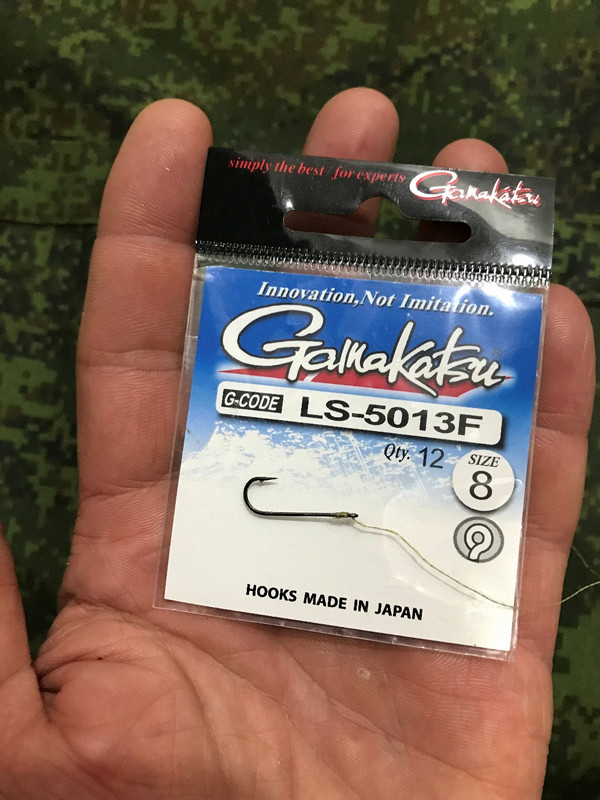 simply the best / for experts Gamakatsu
Innovation, Not Imitation.
Gamakatsu
G-CODE LS-5013F
Qty. 12
SIZE
8
HOOKS MADE IN JAPAN